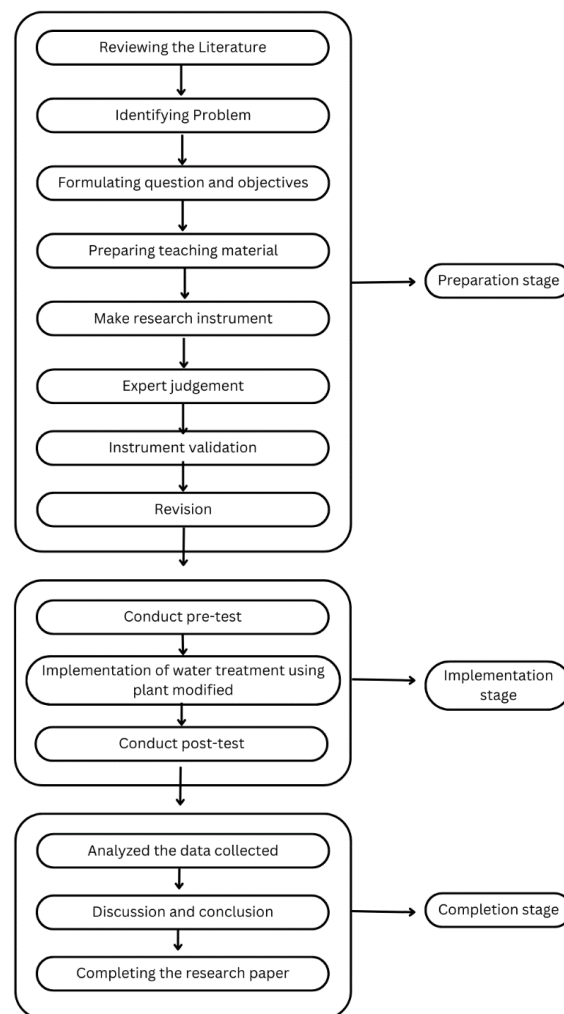 Reviewing the Literature
Identifying Problem
Formulating question and objectives
Preparing teaching material
Make research instrument
Expert judgement
Instrument validation
Revision
Preparation stage
Conduct pre-test
Implementation of water treatment using
plant modified
Conduct post-test
Implementation
stage
Analyzed the data collected
Discussion and conclusion
Completing the research paper
Completion stage